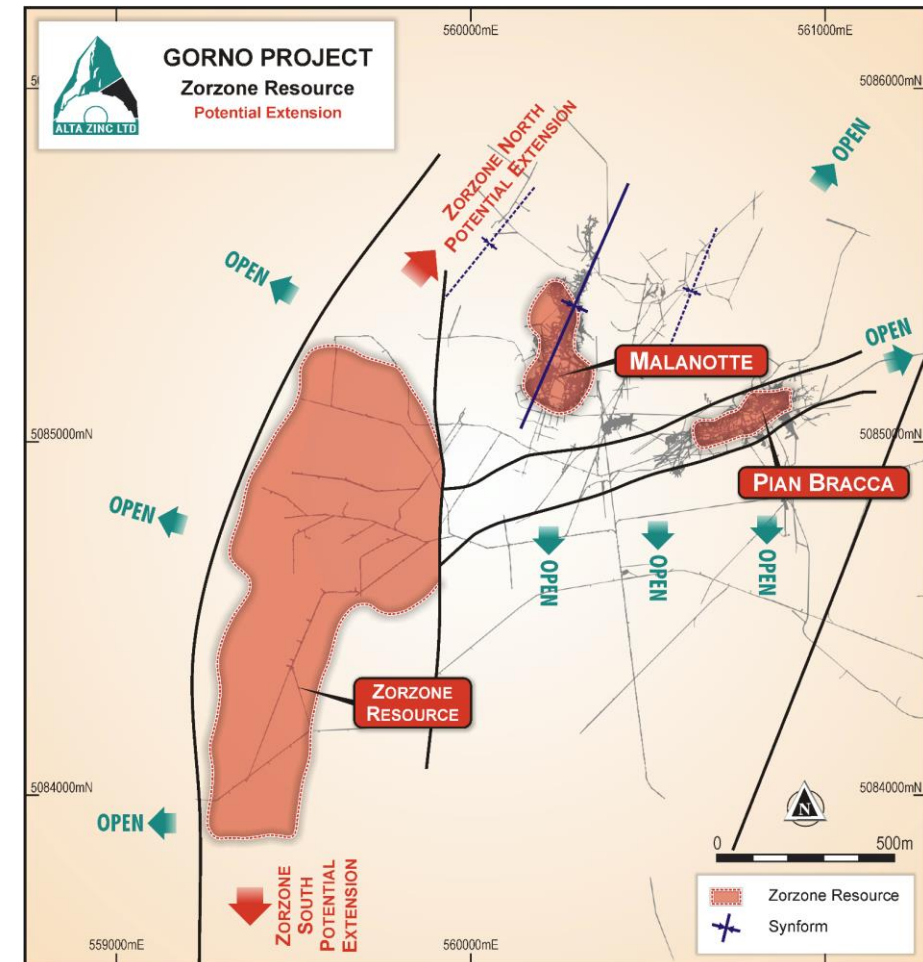 GORNO PROJECT
Zorzone Resource
Potential Extension
ALTA ZINC LTD
560000mE
561000mE
5086000mN
OPEN
ZORZONE NORTH
POTENTIAL EXTENSION
OPEN
OPEN
MALANOTTE
5085000mN
5085000mN
PIAN BRACCA
OPEN
OPEN
OPEN
OPEN
ZORZONE
RESOURCE
5084000mN
5084000mN
OPEN
N
0
500m
ZORZONE
SOUTH
POTENTIAL
EXTENSION
Zorzone Resource
Synform
559000mE
560000mE